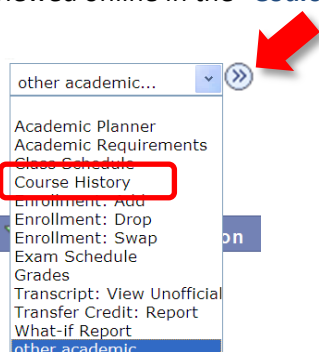 viewed online in the "
other academic...
Academic Planner
Academic Requirements
Class Schedule
Course History
Enrollment: Add
Enrollment: Drop
Enrollment: Swap
on
Exam Schedule
Grades
Transcript: View Unofficial
Transfer Credit: Report
What-if Report
other academic